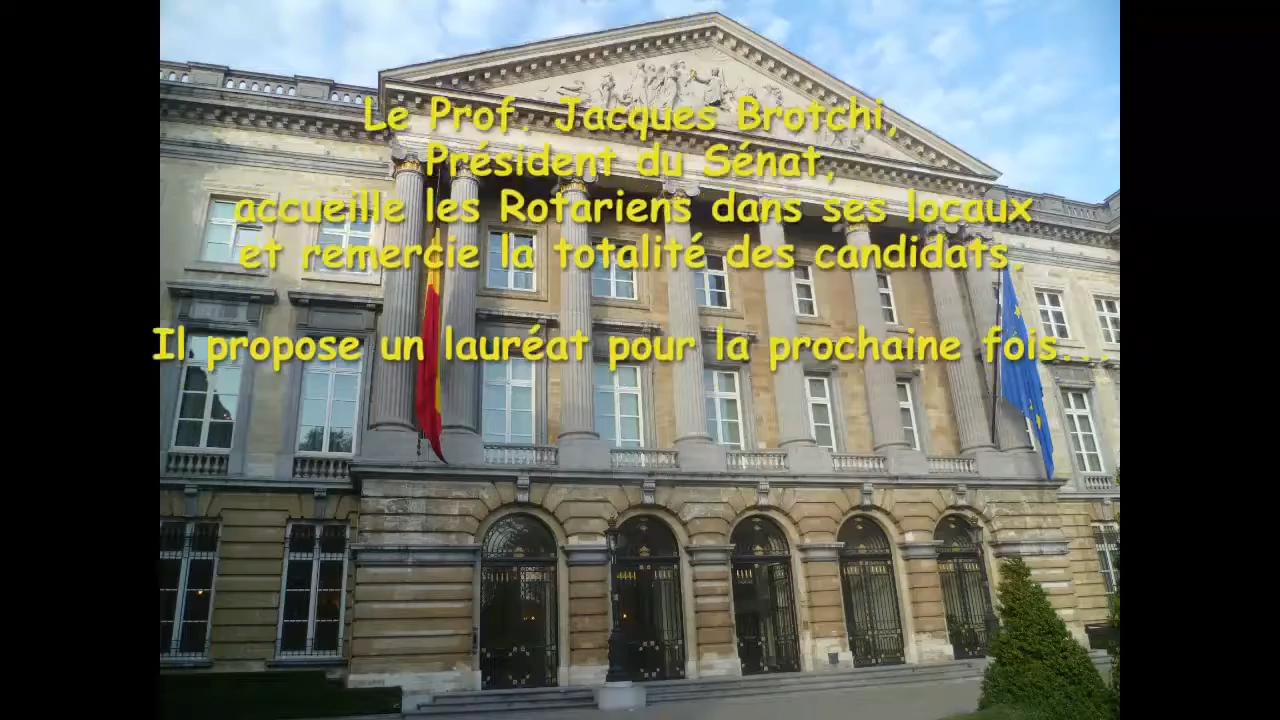 Le Prof. Jacques Brotchi,
Président du Sénat,
accueille les Rotariens dans ses locaux
et remercie la totalité des candidats.
Il propose un lauréat pour la prochaine fois...